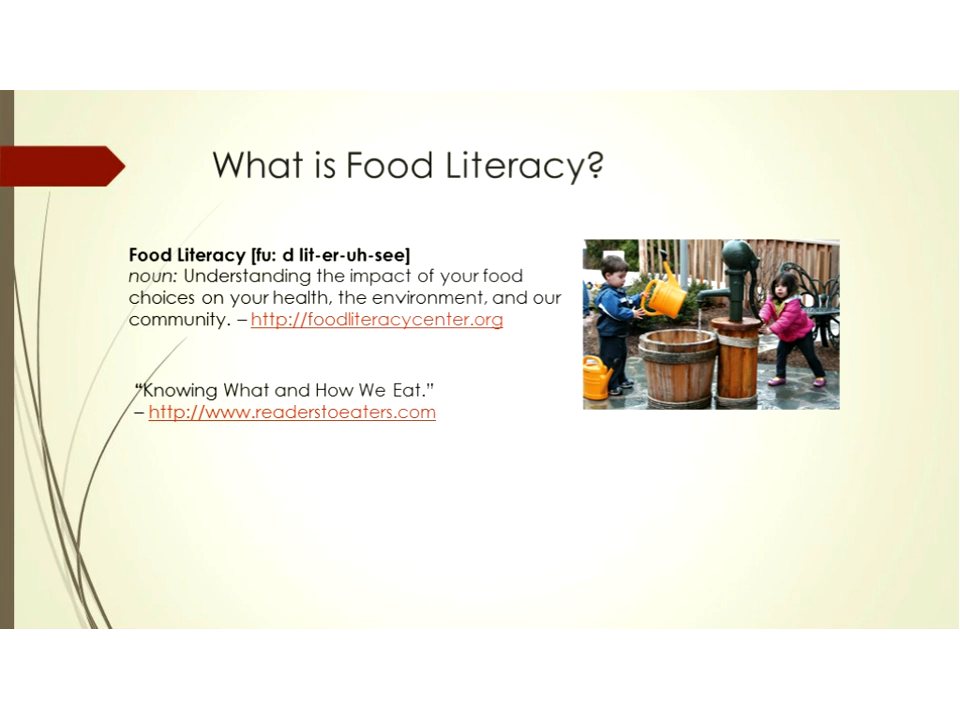 What is Food Literacy?
Food Literacy [fu: d lit-er-uh-see]
noun: Understanding the impact of your food
choices on your health, the environment, and our
community. – http://foodliteracycenter.org
“Knowing What and How We Eat.”
– http://www.readerstoeaters.com